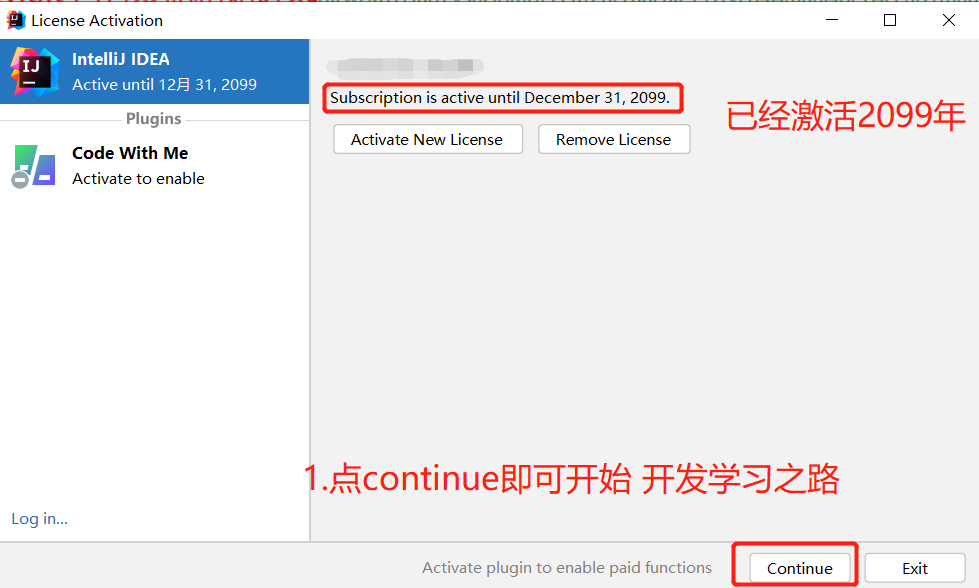 License Activation
IntelliJ IDEA
Active until 12月 31, 2099
Plugins
Code With Me
Activate to enable
Log in...
Subscription is active until December 31, 2099.
已经激活2099年
Activate New License
Remove License
1.点continue即可开始 开发学习之路
Activate plugin to enable paid functions
Continue
Exit